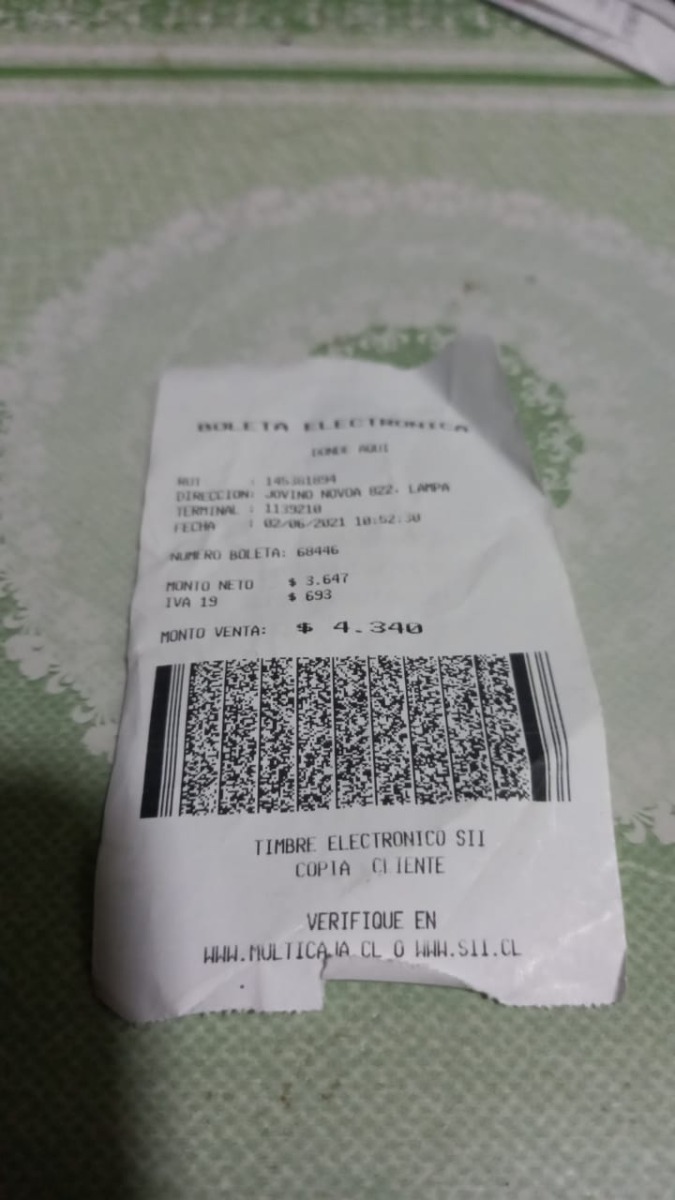 BOLETA ELECTRONICA
DONDE AQUI
RUT :
DIRECCION: JOVINO NOVOA 822, LAMPA
TERMINAL : 1139210
FECHA : 02/06/2021 10:52:30
NUMERO BOLETA: 68446
MONTO NETO $ 3.647
IVA 19 $ 693
MONTO VENTA: $ 4.340
TIMBRE ELECTRONICO SII
COPIA CLIENTE
VERIFIQUE EN
WWW.MULTICAJA.CL O WWW.SII.CL